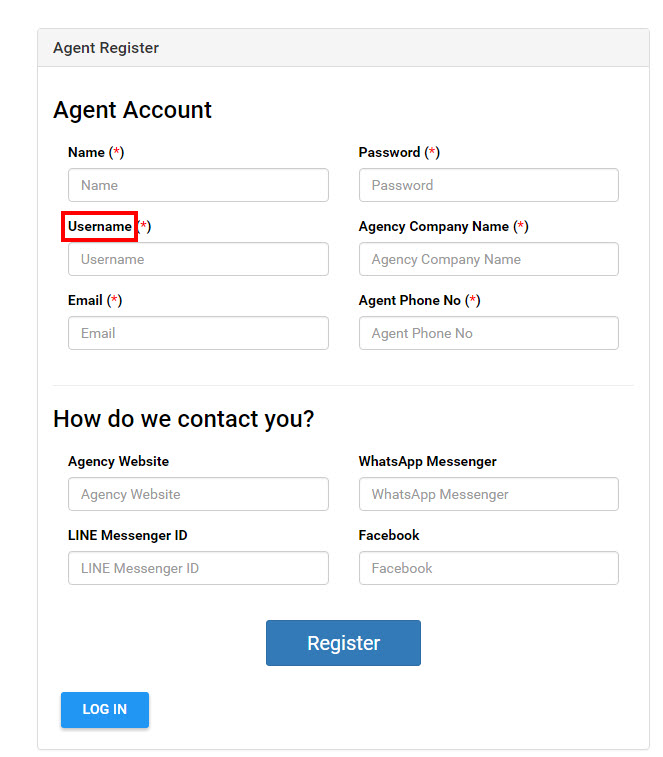 Agent Register
Agent Account
Name (*) Password (*)
Name Password
Username (*) Agency Company Name (*)
Username Agency Company Name
Email (*) Agent Phone No (*)
Email Agent Phone No
How do we contact you?
Agency Website WhatsApp Messenger
Agency Website WhatsApp Messenger
LINE Messenger ID Facebook
LINE Messenger ID Facebook
Register
LOG IN